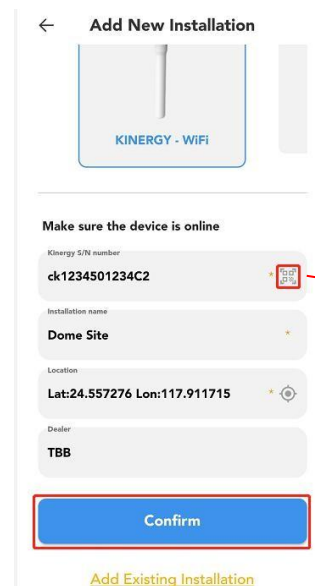 Add New Installation
KINERGY - WiFi
Make sure the device is online
Kinergy S/N number
ck1234501234C2 *
Installation name
Dome Site *
Location
Lat:24.557276 Lon:117.911715 *
Dealer
TBB
Confirm
Add Existing Installation